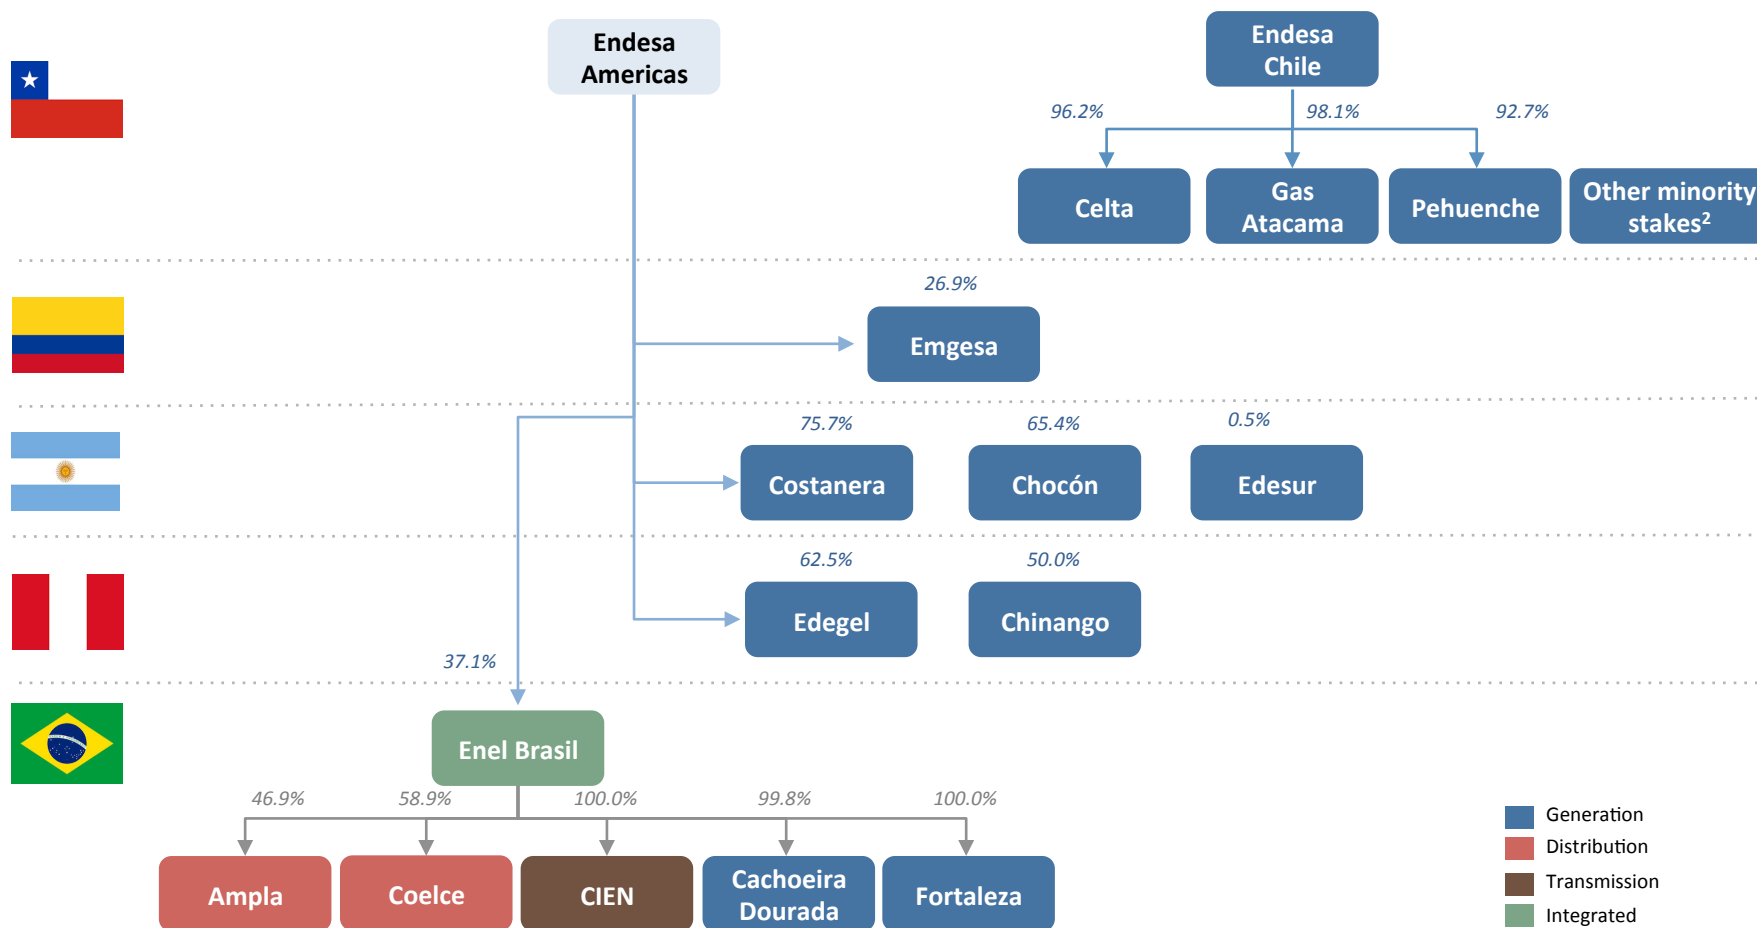 Endesa
Americas
Endesa
Chile
96.2%
98.1%
92.7%
Celta
Gas
Atacama
Pehuenche
Other minority
stakes²
26.9%
Emgesa
75.7%
65.4%
0.5%
Costanera
Chocón
Edesur
62.5%
50.0%
Edegel
Chinango
37.1%
Enel Brasil
46.9%
58.9%
100.0%
99.8%
100.0%
Ampla
Coelce
CIEN
Cachoeira
Dourada
Fortaleza
Generation
Distribution
Transmission
Integrated